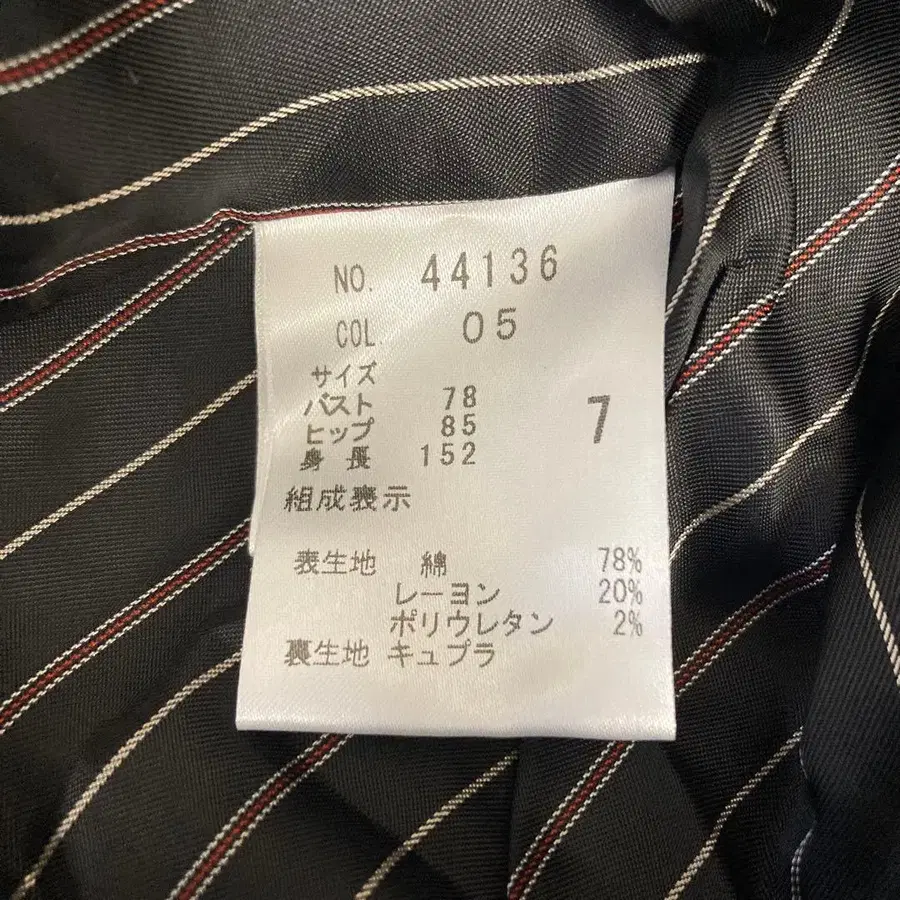 NO. 44136
COL. 05
サイズ
バスト 78
ヒップ 85 7
身長 152
組成表示
表生地 綿 78%
レーヨン 20%
ポリウレタン 2%
裏生地 キュプラ